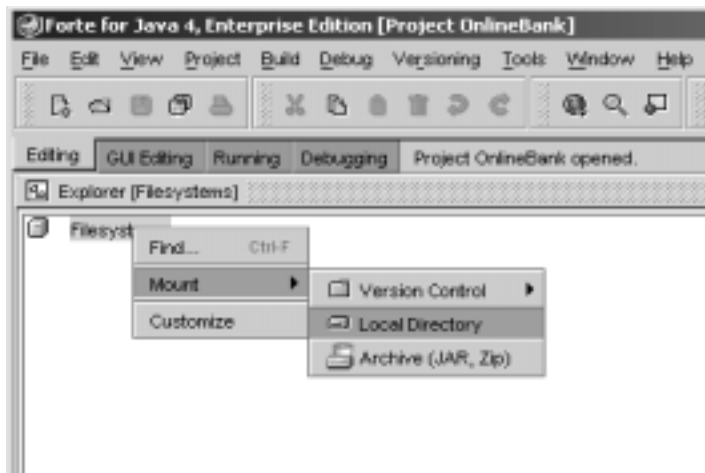 Forte for Java 4, Enterprise Edition [Project OnlineBank]
File Edit View Project Build Debug Versioning Tools Window Help
Editing GUI Editing Running Debugging Project OnlineBank opened.
Explorer [Filesystems]
Filesyst
Find... Ctrl-F
Mount
Customize
Version Control
Local Directory
Archive (JAR, Zip)